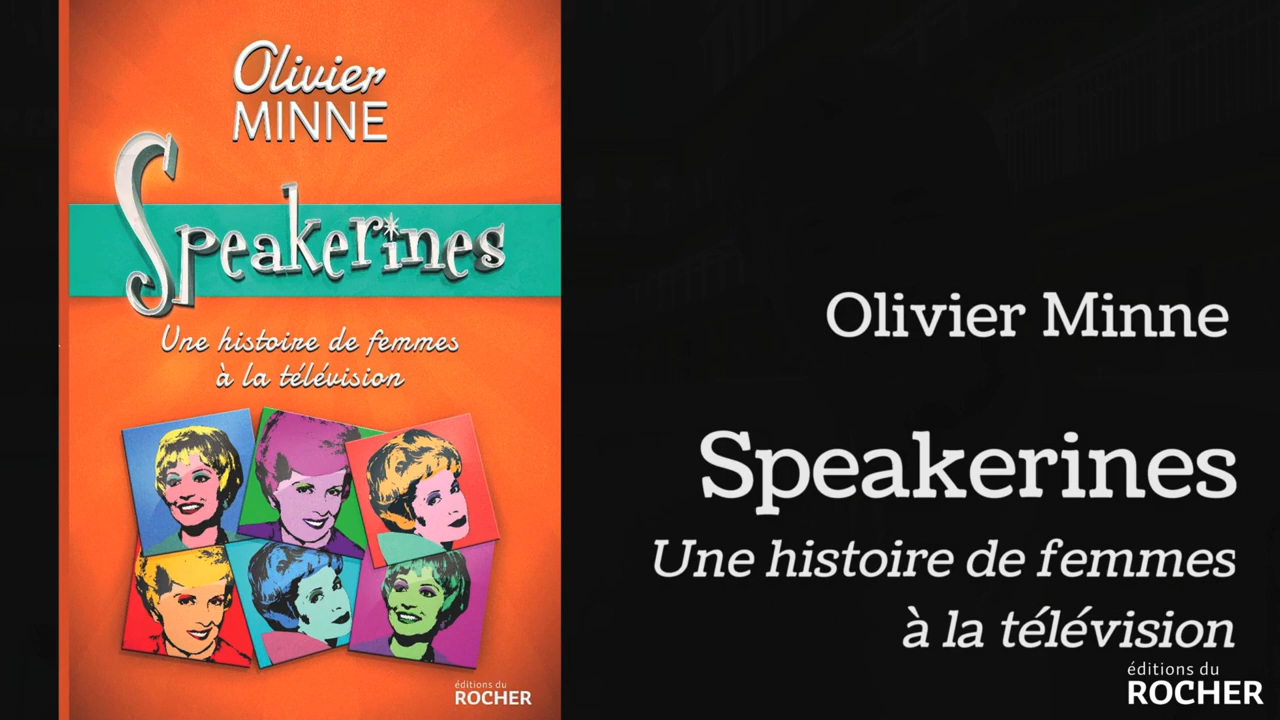 Olivier
MINNE
Speakerines
Une histoire de femmes
à la télévision
éditions du
ROCHER
Olivier Minne
Speakerines
Une histoire de femmes
à la télévision
éditions du
ROCHER